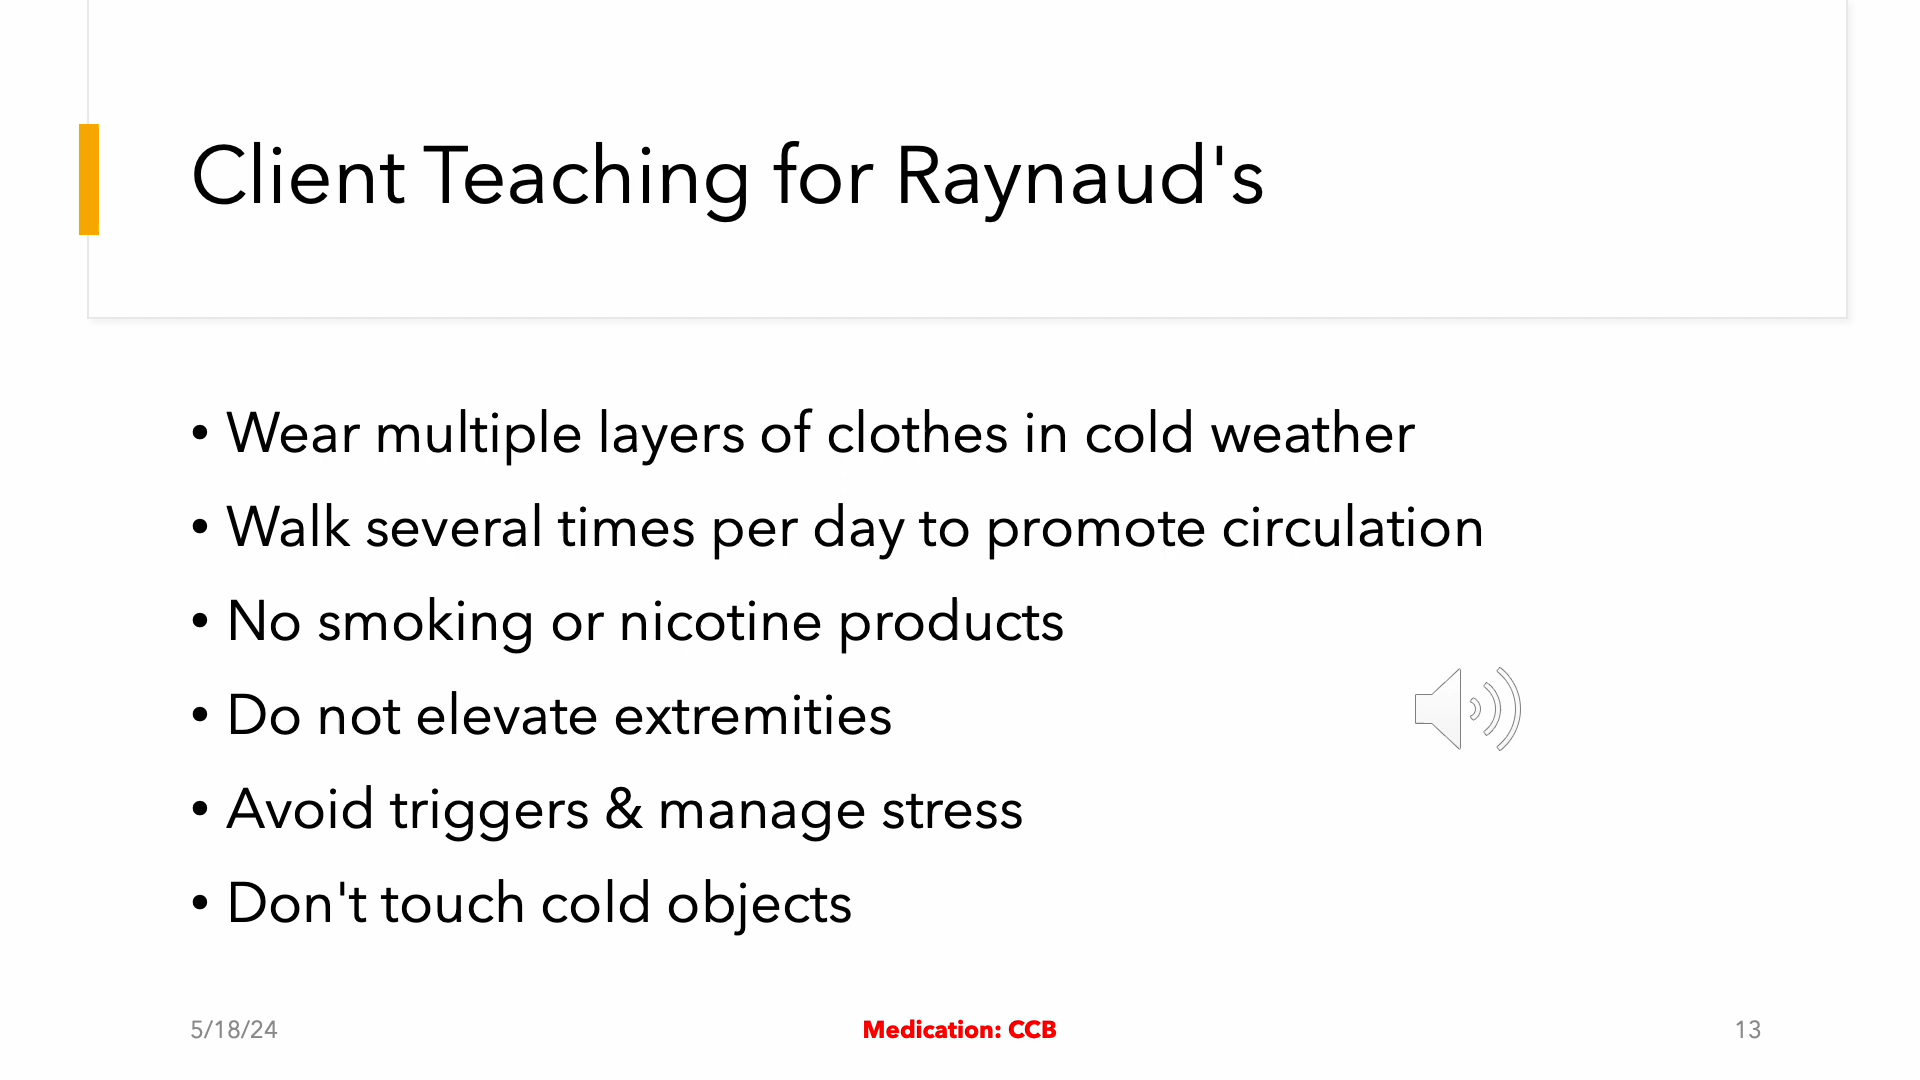 Client Teaching for Raynaud's
• Wear multiple layers of clothes in cold weather
• Walk several times per day to promote circulation
• No smoking or nicotine products
• Do not elevate extremities
• Avoid triggers & manage stress
• Don't touch cold objects
5/18/24
Medication: CCB
13